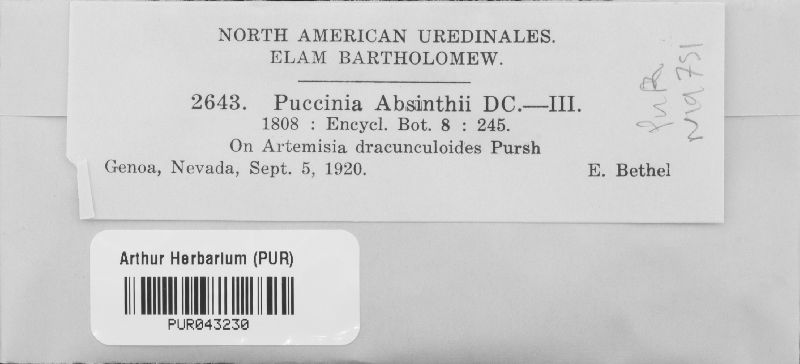 NORTH AMERICAN UREDINALES.
ELAM BARTHOLOMEW.
2643. Puccinia Absinthii DC.—III.
1808 : Encycl. Bot. 8 : 245.
On Artemisia dracunculoides Pursh
Genoa, Nevada, Sept. 5, 1920. E. Bethel
PUR
N19751
Arthur Herbarium (PUR)
PUR043230